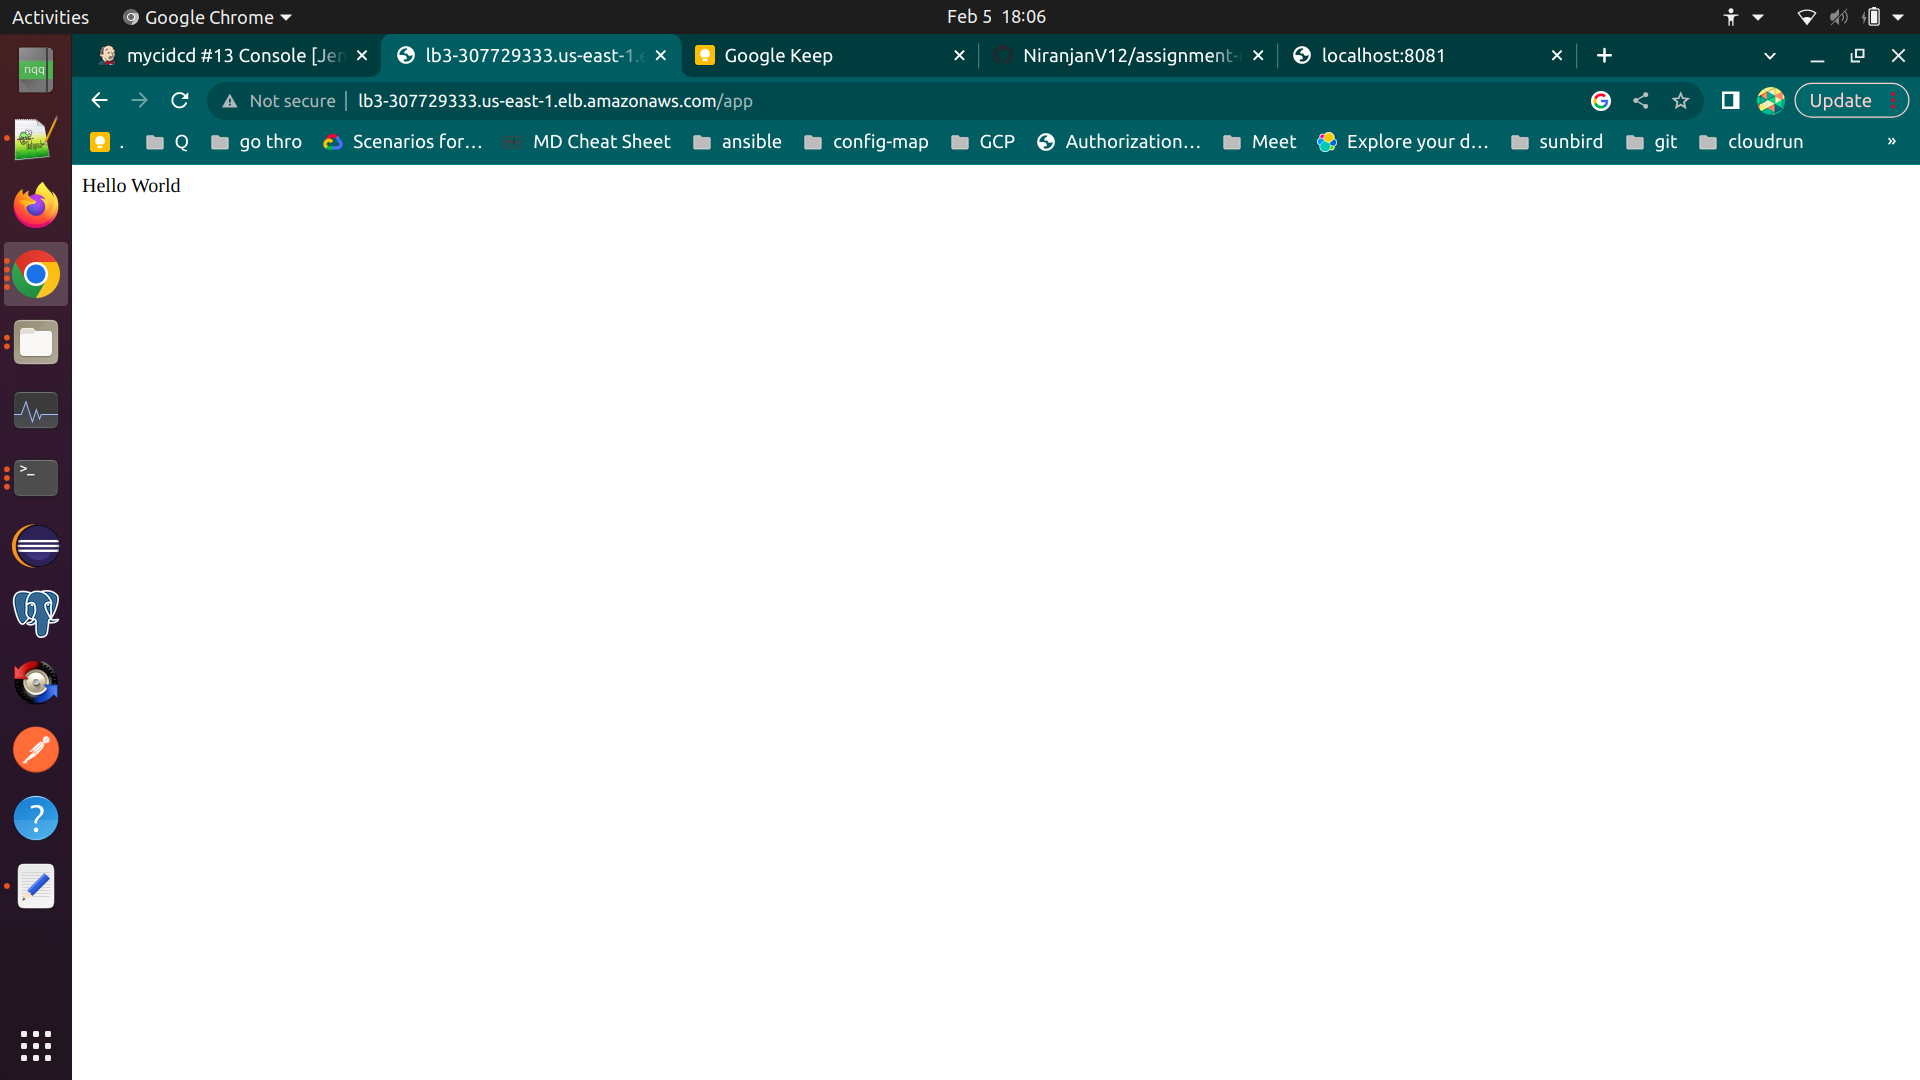 Activities Google Chrome Feb 5 18:06
mycidcd #13 Console [Jen lb3-307729333.us-east-1. Google Keep NiranjanV12/assignment- localhost:8081
Not secure lb3-307729333.us-east-1.elb.amazonaws.com/app Update
. Q go thro Scenarios for… MD Cheat Sheet ansible config-map GCP Authorization… Meet Explore your d… sunbird git cloudrun »
Hello World
nqq
>_
?